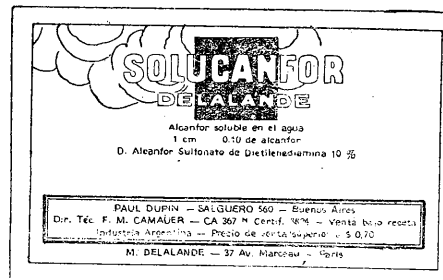 SOLUCANFOR
DELALANDE
Alcanfor soluble en el agua
1 cm 0.10 de alcanfor
D. Alcanfor Sulfonato de Dietilenediamina 10 %
PAUL DUPIN — SALGUERO 560 — Buenos Aires
Dir. Téc. F. M. CAMAUER — CA 367 N Certif. — Venta bajo receta
Industria Argentina — Precio de venta superior a $ 0,70
M. DELALANDE — 37 Av. Marceau — Paris